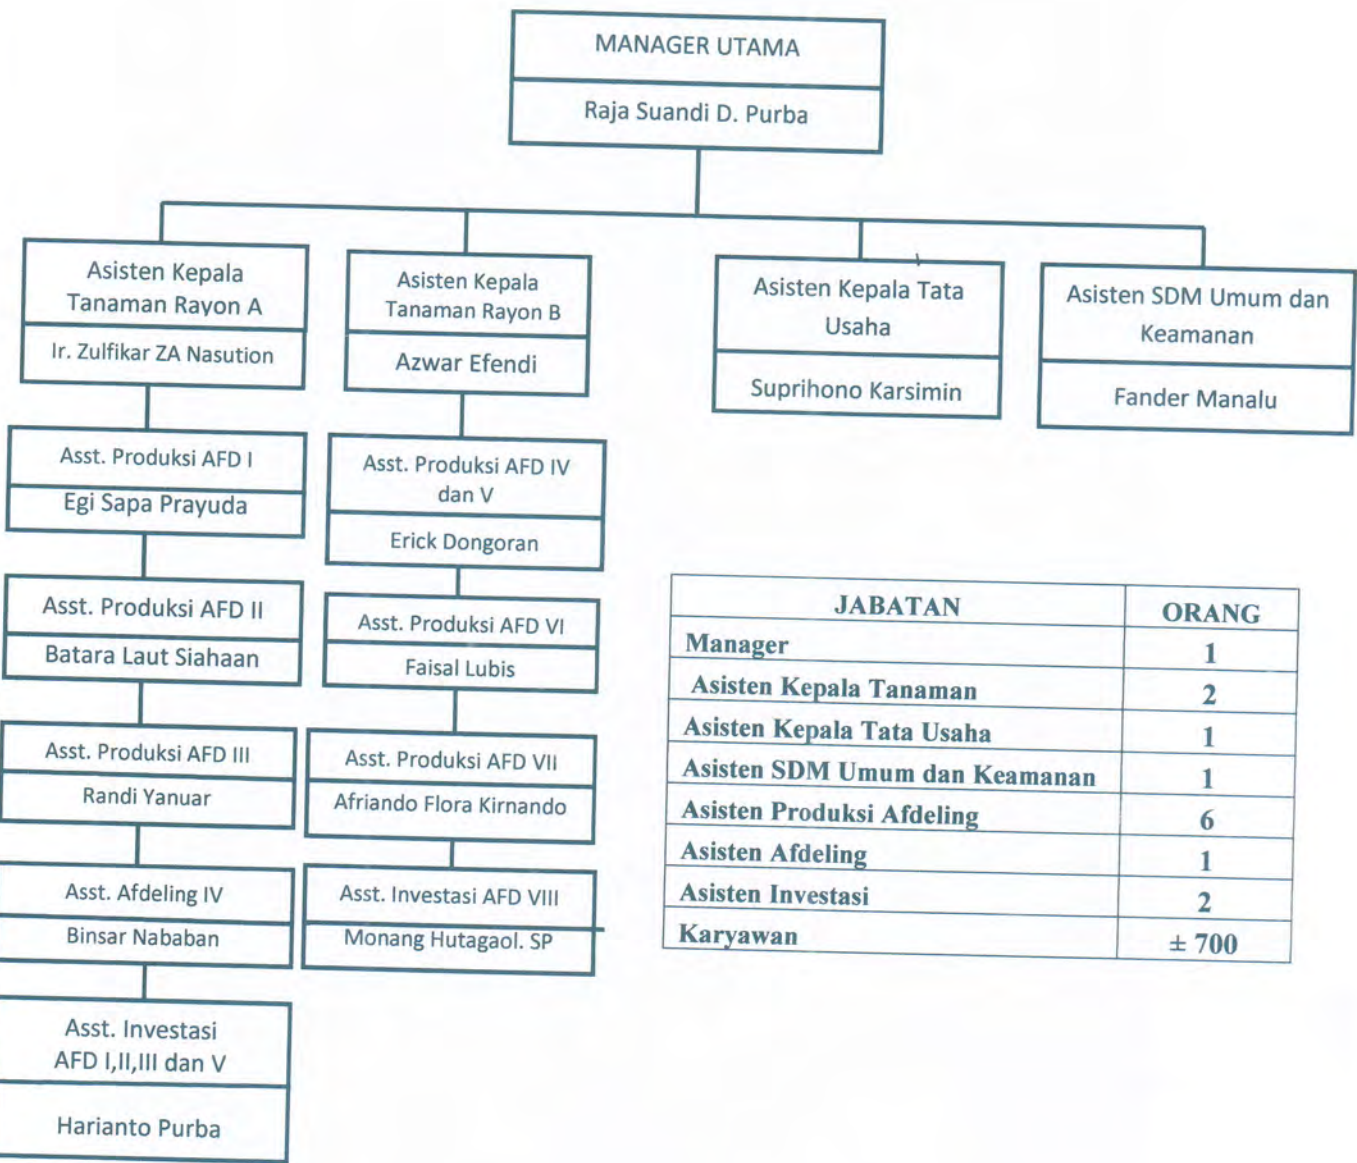 MANAGER UTAMA
Raja Suandi D. Purba
Asisten Kepala
Tanaman Rayon A
Ir. Zulfikar ZA Nasution
Asisten Kepala
Tanaman Rayon B
Azwar Efendi
Asisten Kepala Tata
Usaha
Suprihono Karsimin
Asisten SDM Umum dan
Keamanan
Fander Manalu
Asst. Produksi AFD I
Egi Sapa Prayuda
Asst. Produksi AFD II
Batara Laut Siahaan
Asst. Produksi AFD III
Randi Yanuar
Asst. Afdeling IV
Binsar Nababan
Asst. Investasi
AFD I,II,III dan V
Harianto Purba
Asst. Produksi AFD IV
dan V
Erick Dongoran
Asst. Produksi AFD VI
Faisal Lubis
Asst. Produksi AFD VII
Afriando Flora Kirnando
Asst. Investasi AFD VIII
Monang Hutagaol. SP
JABATAN ORANG
Manager 1
Asisten Kepala Tanaman 2
Asisten Kepala Tata Usaha 1
Asisten SDM Umum dan Keamanan 1
Asisten Produksi Afdeling 6
Asisten Afdeling 1
Asisten Investasi 2
Karyawan ± 700